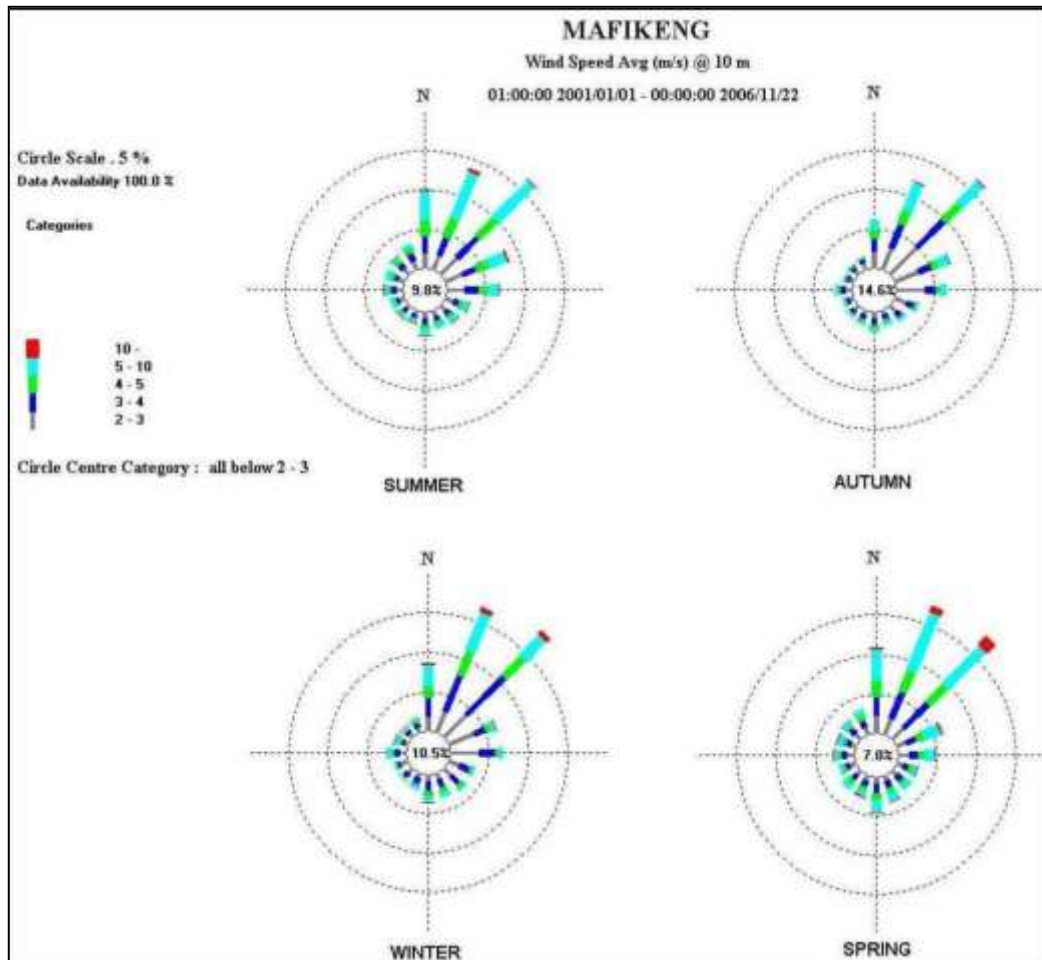 MAFIKENG
Wind Speed Avg (m/s) @ 10 m
01:00:00 2001/01/01 - 00:00:00 2006/11/22
N
N
Circle Scale . 5 %
Data Availability 100.0 %
Categories
9.8%
14.6%
10 -
5 - 10
4 - 5
3 - 4
2 - 3
Circle Centre Category : all below 2 - 3
SUMMER
AUTUMN
N
N
10.5%
7.0%
WINTER
SPRING